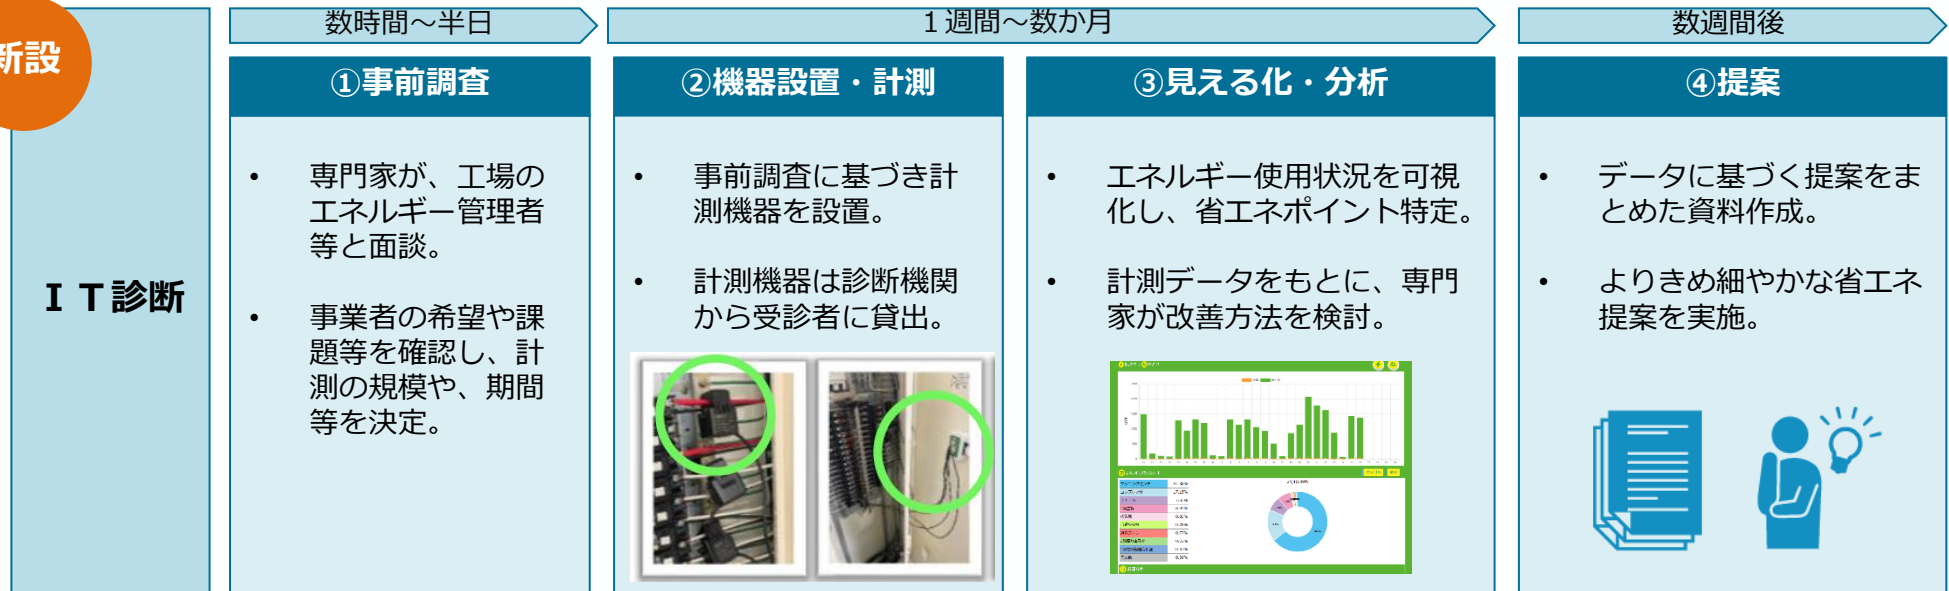 新設
ＩＴ診断
数時間～半日
１週間～数か月
数週間後
①事前調査
• 専門家が、工場の
エネルギー管理者
等と面談。
• 事業者の希望や課
題等を確認し、計
測の規模や、期間
等を決定。
②機器設置・計測
• 事前調査に基づき計
測機器を設置。
• 計測機器は診断機関
から受診者に貸出。
③見える化・分析
• エネルギー使用状況を可視
化し、省エネポイント特定。
• 計測データをもとに、専門
家が改善方法を検討。
④提案
• データに基づく提案をま
とめた資料作成。
• よりきめ細やかな省エネ
提案を実施。